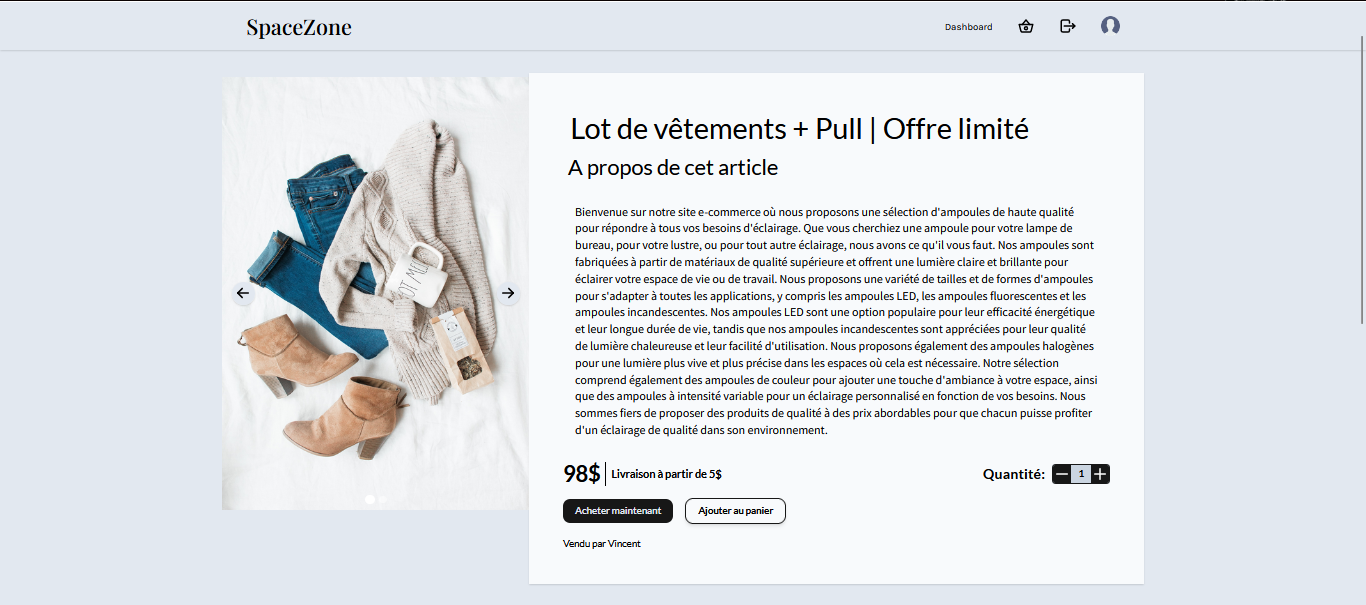 SpaceZone
Dashboard
Lot de vêtements + Pull | Offre limité
A propos de cet article
Bienvenue sur notre site e-commerce où nous proposons une sélection d'ampoules de haute qualité
pour répondre à tous vos besoins d'éclairage. Que vous cherchiez une ampoule pour votre lampe de
bureau, pour votre lustre, ou pour tout autre éclairage, nous avons ce qu'il vous faut. Nos ampoules sont
fabriquées à partir de matériaux de qualité supérieure et offrent une lumière claire et brillante pour
éclairer votre espace de vie ou de travail. Nous proposons une variété de tailles et de formes d'ampoules
pour s'adapter à toutes les applications, y compris les ampoules LED, les ampoules fluorescentes et les
ampoules incandescentes. Nos ampoules LED sont une option populaire pour leur efficacité énergétique
et leur longue durée de vie, tandis que nos ampoules incandescentes sont appréciées pour leur qualité
de lumière chaleureuse et leur facilité d'utilisation. Nous proposons également des ampoules halogènes
pour une lumière plus vive et plus précise dans les espaces où cela est nécessaire. Notre sélection
comprend également des ampoules de couleur pour ajouter une touche d'ambiance à votre espace, ainsi
que des ampoules à intensité variable pour un éclairage personnalisé en fonction de vos besoins. Nous
sommes fiers de proposer des produits de qualité à des prix abordables pour que chacun puisse profiter
d'un éclairage de qualité dans son environnement.
98$ Livraison à partir de 5$ Quantité: 1
Acheter maintenant Ajouter au panier
Vendu par Vincent